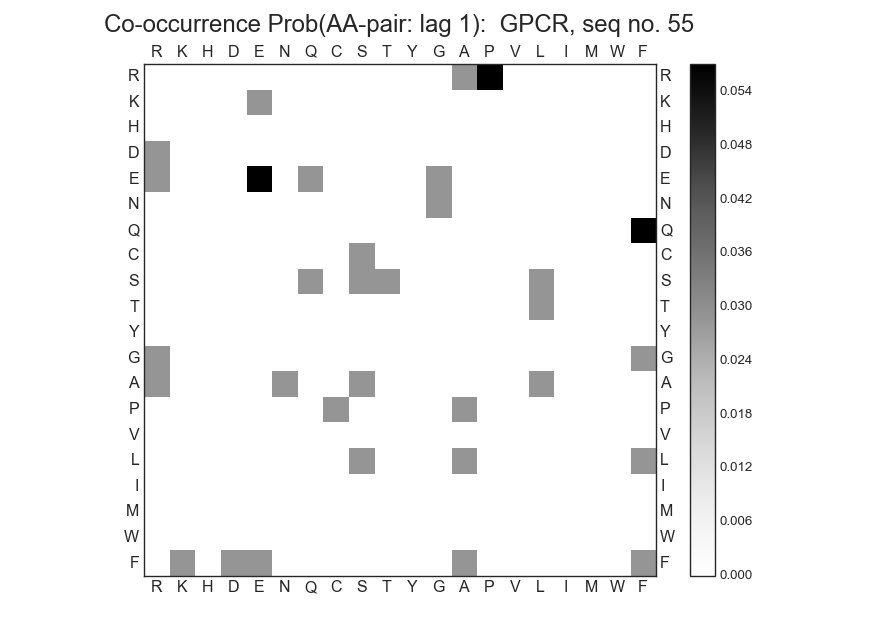 Co-occurrence Prob(AA-pair: lag 1):  GPCR, seq no. 55
R K H D E N Q C S T Y G A P V L I M W F
R R 0.054
K K
H H 0.048
D D
E E 0.042
N N
Q Q 0.036
C C
S S 0.030
T T
Y Y 0.024
G G
A A 0.018
P P
V V 0.012
L L
I I 0.006
M M
W W
F F 0.000
R K H D E N Q C S T Y G A P V L I M W F